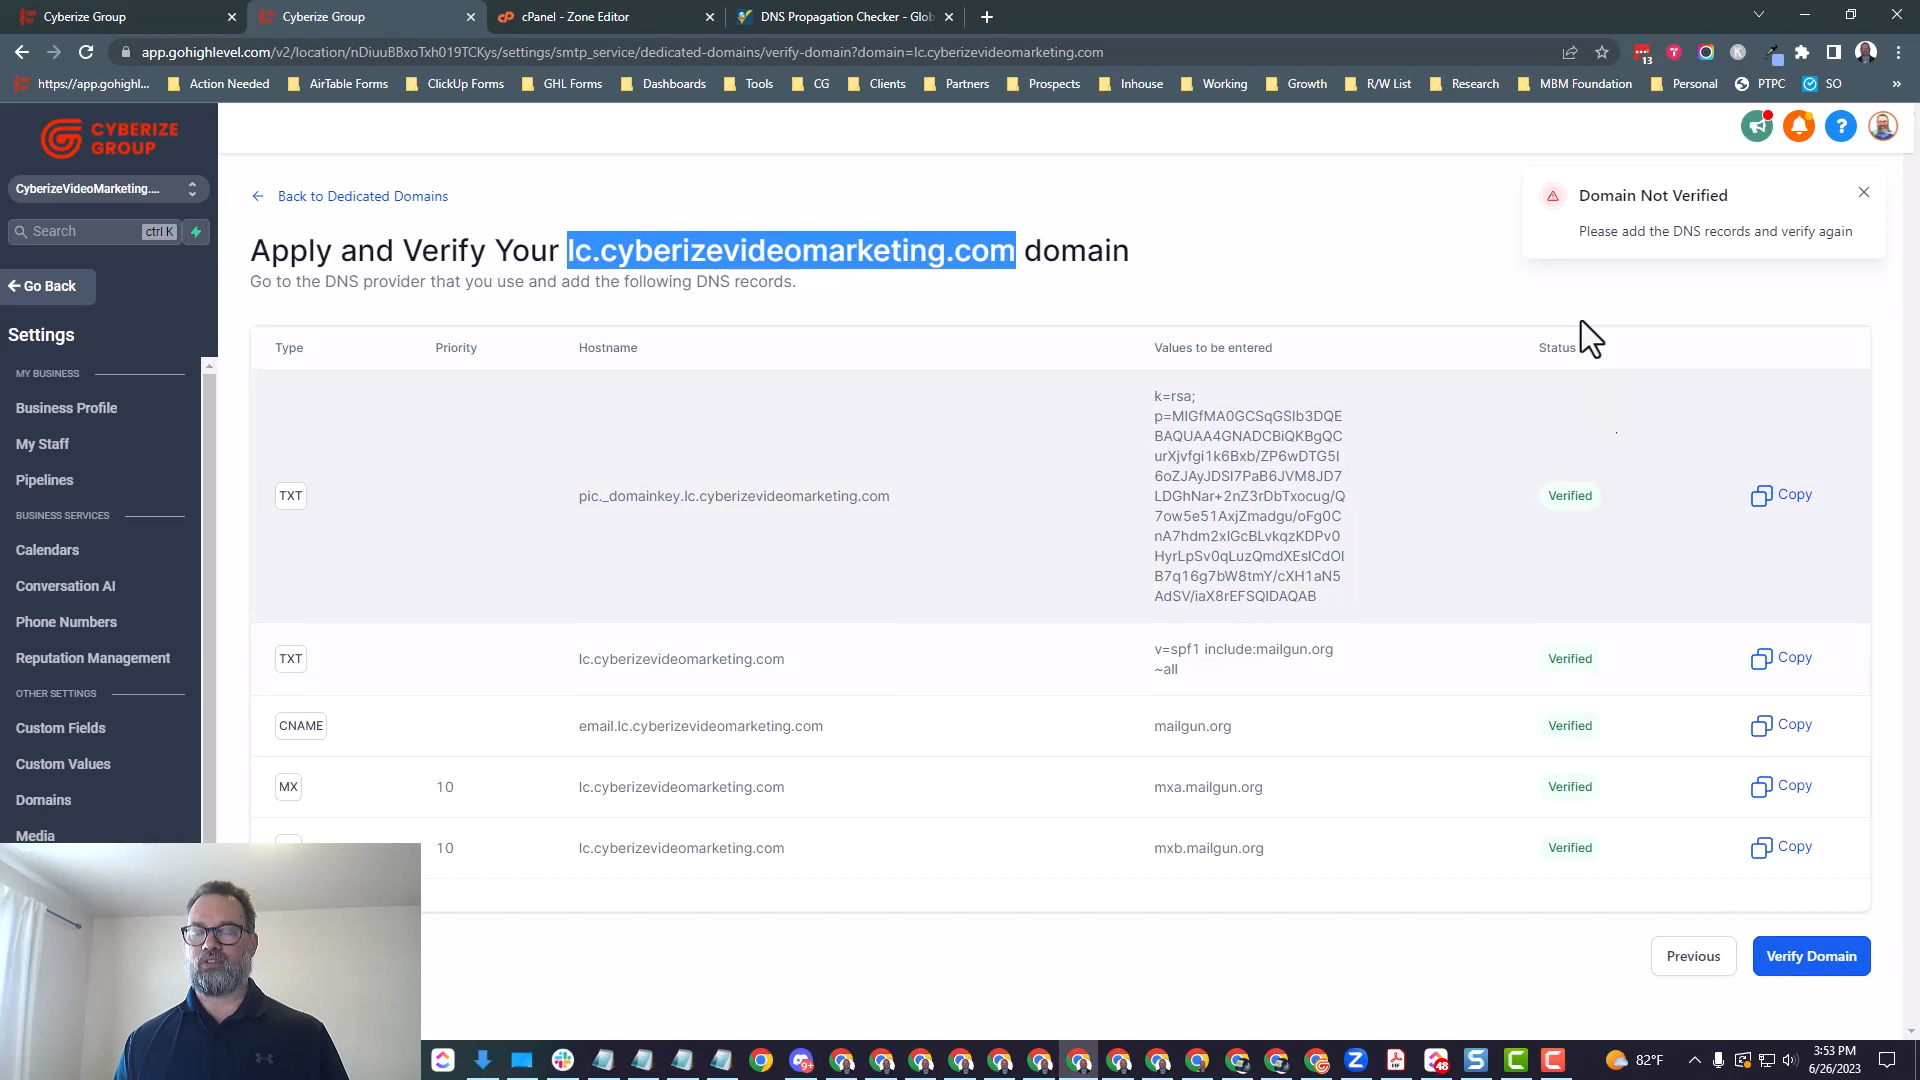 Cyberize Group
Cyberize Group
cPanel - Zone Editor
DNS Propagation Checker - Glob
app.gohighlevel.com/v2/location/nDiuuBBxoTxh019TCKys/settings/smtp_service/dedicated-domains/verify-domain?domain=lc.cyberizevideomarketing.com
13
https://app.gohighl...
Action Needed
AirTable Forms
ClickUp Forms
GHL Forms
Dashboards
Tools
CG
Clients
Partners
Prospects
Inhouse
Working
Growth
R/W List
Research
MBM Foundation
Personal
PTPC
SO
CYBERIZE
GROUP
CyberizeVideoMarketing....
Search
ctrl K
Go Back
Settings
MY BUSINESS
Business Profile
My Staff
Pipelines
BUSINESS SERVICES
Calendars
Conversation AI
Phone Numbers
Reputation Management
OTHER SETTINGS
Custom Fields
Custom Values
Domains
Media
Back to Dedicated Domains
Apply and Verify Your lc.cyberizevideomarketing.com domain
Go to the DNS provider that you use and add the following DNS records.
Domain Not Verified
Please add the DNS records and verify again
Type Priority Hostname Values to be entered Status
TXT pic._domainkey.lc.cyberizevideomarketing.com
k=rsa;
p=MIGfMA0GCSqGSIb3DQE
BAQUAA4GNADCBiQKBgQC
urXjvfgi1k6Bxb/ZP6wDTG5I
6oZJAyJDSI7PaB6JVM8JD7
LDGhNar+2nZ3rDbTxocug/Q
7ow5e51AxjZmadgu/oFg0C
nA7hdm2xIGcBLvkqzKDPv0
HyrLpSv0qLuzQmdXEsICdOI
B7q16g7bW8tmY/cXH1aN5
AdSV/iaX8rEFSQIDAQAB
Verified Copy
TXT lc.cyberizevideomarketing.com v=spf1 include:mailgun.org
~all
Verified Copy
CNAME email.lc.cyberizevideomarketing.com mailgun.org Verified Copy
MX 10 lc.cyberizevideomarketing.com mxa.mailgun.org Verified Copy
10 lc.cyberizevideomarketing.com mxb.mailgun.org Verified Copy
Previous
Verify Domain
9+
48
82°F
3:53 PM
6/26/2023